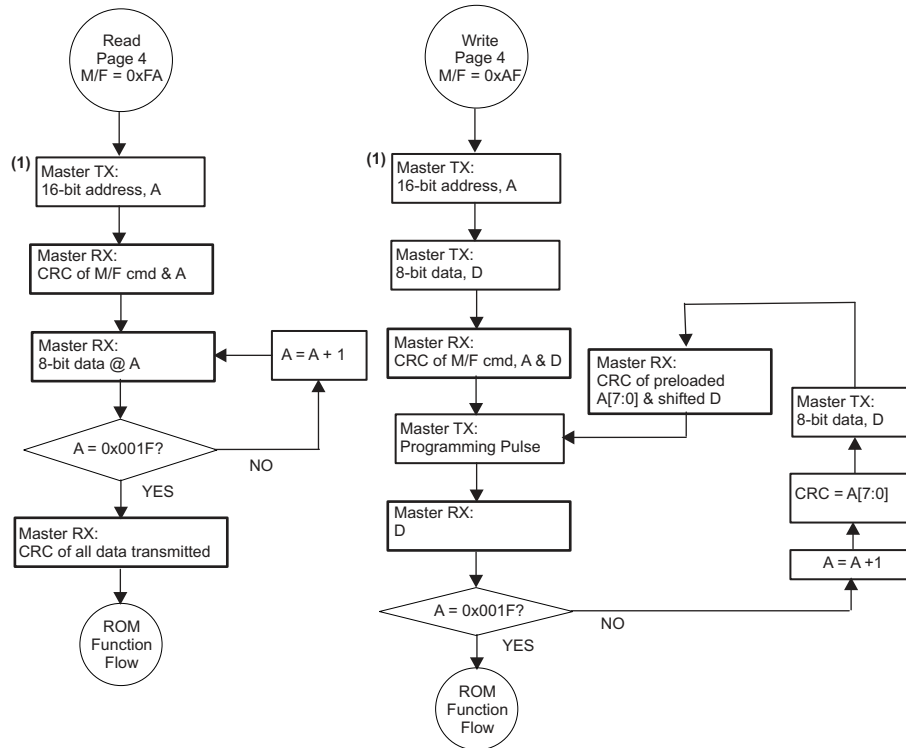 Read
Page 4
M/F = 0xFA
(1)
Master TX:
16-bit address, A
Master RX:
CRC of M/F cmd & A
Master RX:
8-bit data @ A
A = A + 1
A = 0x001F?
NO
YES
Master RX:
CRC of all data transmitted
ROM
Function
Flow
Write
Page 4
M/F = 0xAF
(1)
Master TX:
16-bit address, A
Master TX:
8-bit data, D
Master RX:
CRC of M/F cmd, A & D
Master TX:
Programming Pulse
Master RX:
D
A = 0x001F?
NO
YES
ROM
Function
Flow
Master RX:
CRC of preloaded
A[7:0] & shifted D
Master TX:
8-bit data, D
CRC = A[7:0]
A = A +1